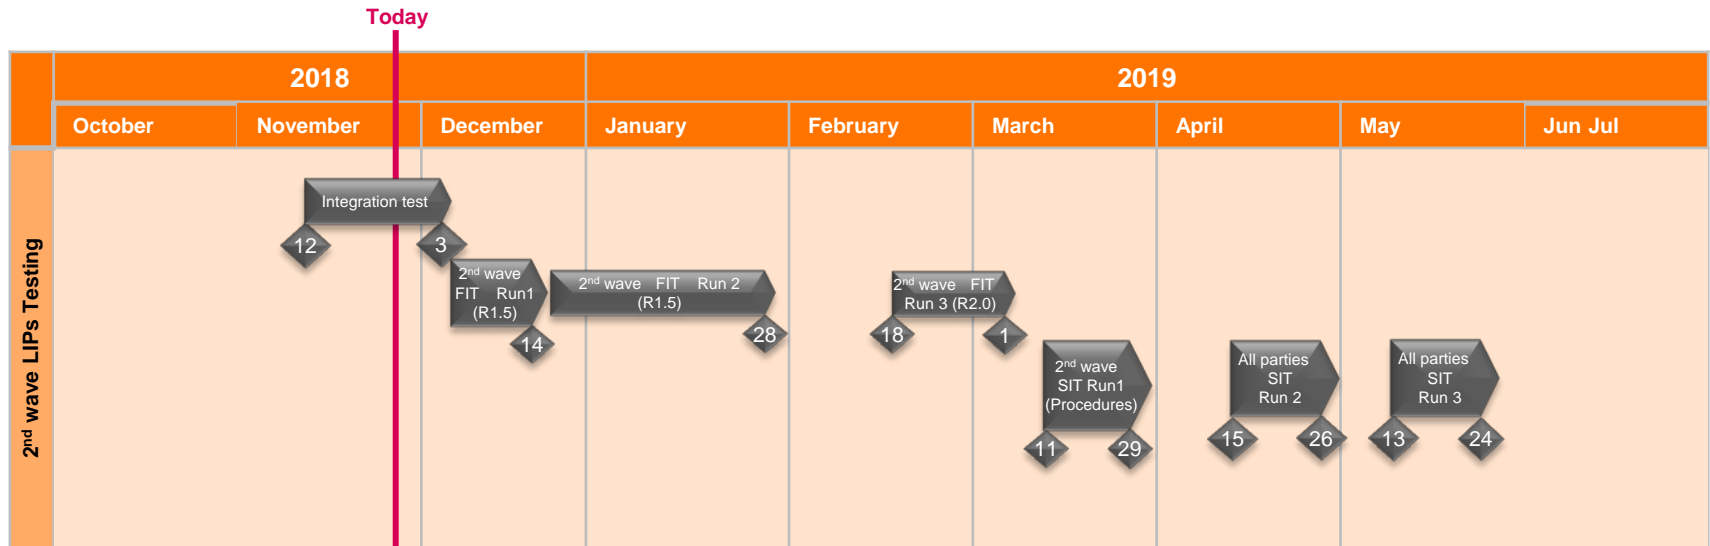 Today
2018
2019
October
November
December
January
February
March
April
May
Jun Jul
2nd wave LIPs Testing
Integration test
12
3
2nd wave
FIT Run1
(R1.5)
14
2nd wave FIT Run 2
(R1.5)
28
2nd wave FIT
Run 3 (R2.0)
18
1
2nd wave
SIT Run1
(Procedures)
11
29
All parties
SIT
Run 2
15
26
All parties
SIT
Run 3
13
24